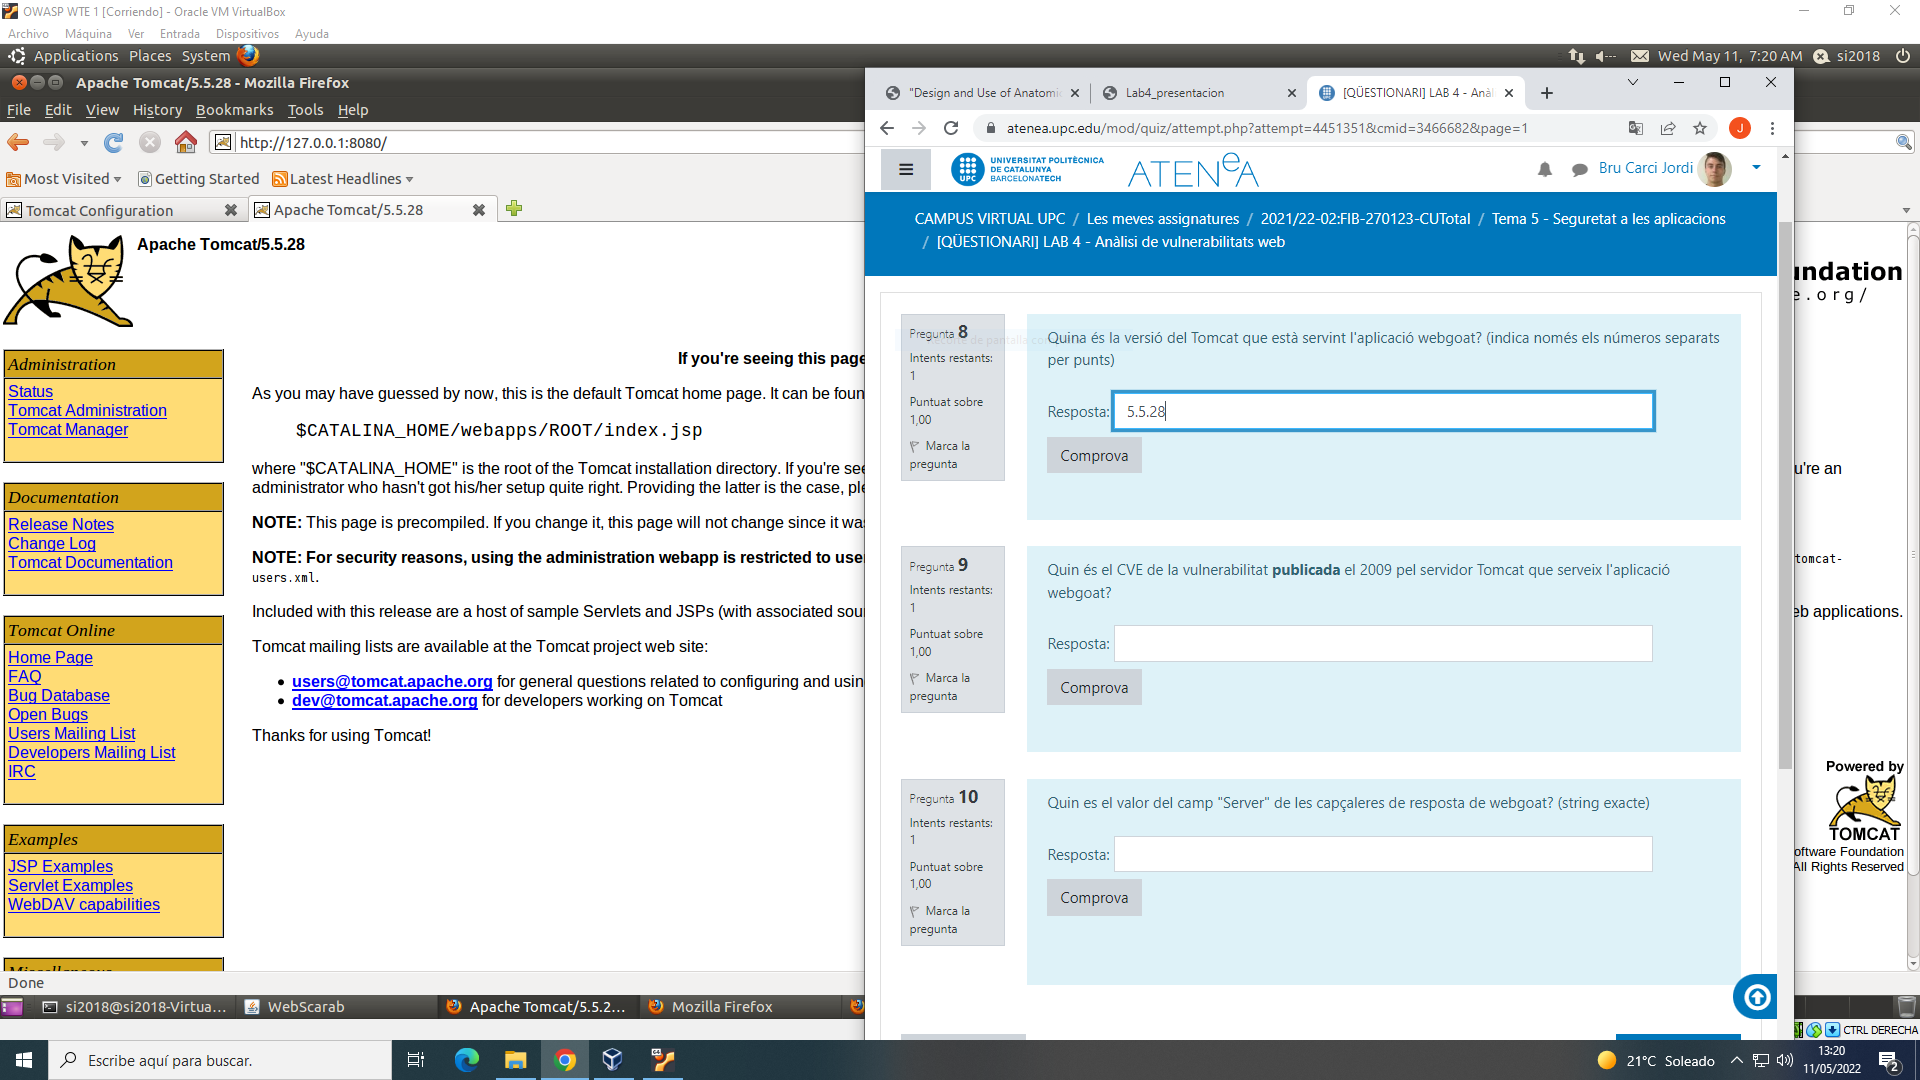 OWASP WTE 1 [Corriendo] - Oracle VM VirtualBox
Archivo Máquina Ver Entrada Dispositivos Ayuda
Applications Places System
Wed May 11, 7:20 AM si2018
Apache Tomcat/5.5.28 - Mozilla Firefox
File Edit View History Bookmarks Tools Help
http://127.0.0.1:8080/
Most Visited Getting Started Latest Headlines
Tomcat Configuration
Apache Tomcat/5.5.28
Apache Tomcat/5.5.28
Administration
Status
Tomcat Administration
Tomcat Manager
Documentation
Release Notes
Change Log
Tomcat Documentation
Tomcat Online
Home Page
FAQ
Bug Database
Open Bugs
Users Mailing List
Developers Mailing List
IRC
Examples
JSP Examples
Servlet Examples
WebDAV capabilities
If you're seeing this page
As you may have guessed by now, this is the default Tomcat home page. It can be foun
$CATALINA_HOME/webapps/ROOT/index.jsp
where "$CATALINA_HOME" is the root of the Tomcat installation directory. If you're see
administrator who hasn't got his/her setup quite right. Providing the latter is the case, ple
NOTE: This page is precompiled. If you change it, this page will not change since it wa
NOTE: For security reasons, using the administration webapp is restricted to use
users.xml.
Included with this release are a host of sample Servlets and JSPs (with associated sou
Tomcat mailing lists are available at the Tomcat project web site:
users@tomcat.apache.org for general questions related to configuring and usin
dev@tomcat.apache.org for developers working on Tomcat
Thanks for using Tomcat!
Done
"Design and Use of Anatomi
Lab4_presentacion
[QÜESTIONARI] LAB 4 - Anàl
atenea.upc.edu/mod/quiz/attempt.php?attempt=4451351&cmid=3466682&page=1
J
UPC
UNIVERSITAT POLITÈCNICA
DE CATALUNYA
BARCELONATECH
ATENeA
Bru Carci Jordi
CAMPUS VIRTUAL UPC / Les meves assignatures / 2021/22-02:FIB-270123-CUTotal / Tema 5 - Seguretat a les aplicacions
/ [QÜESTIONARI] LAB 4 - Anàlisi de vulnerabilitats web
Pregunta 8
Intents restants:
1
Puntuat sobre
1,00
Marca la
pregunta
Quina és la versió del Tomcat que està servint l'aplicació webgoat? (indica només els números separats
per punts)
Resposta: 5.5.28
Comprova
Pregunta 9
Intents restants:
1
Puntuat sobre
1,00
Marca la
pregunta
Quin és el CVE de la vulnerabilitat publicada el 2009 pel servidor Tomcat que serveix l'aplicació
webgoat?
Resposta:
Comprova
Pregunta 10
Intents restants:
1
Puntuat sobre
1,00
Marca la
pregunta
Quin es el valor del camp "Server" de les capçaleres de resposta de webgoat? (string exacte)
Resposta:
Comprova
undation
e.org/
u're an
tomcat-
eb applications.
Powered by
TOMCAT
oftware Foundation
All Rights Reserved
si2018@si2018-Virtua...
WebScarab
Apache Tomcat/5.5.2...
Mozilla Firefox
CTRL DERECHA
Escribe aquí para buscar.
21°C Soleado
13:20
11/05/2022
2